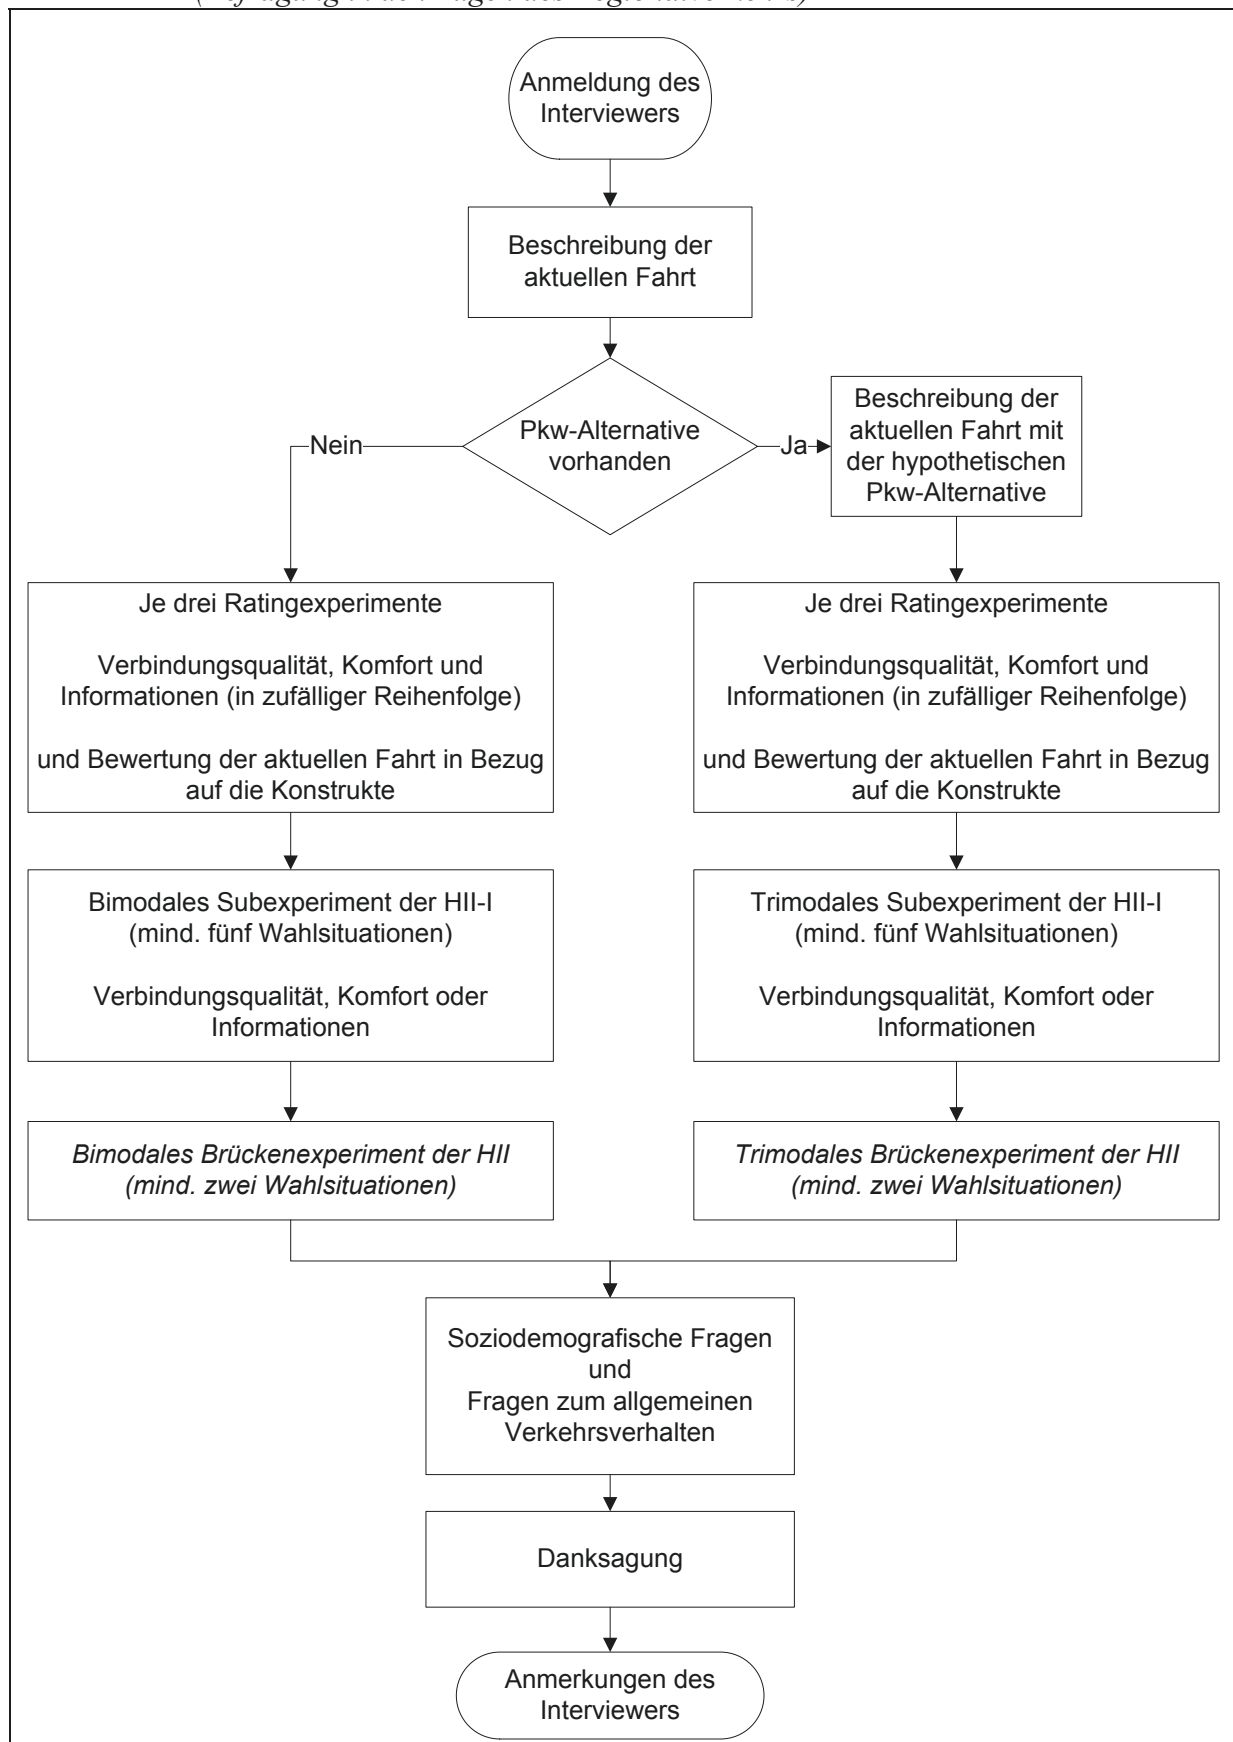 Anmeldung des
Interviewers
Beschreibung der
aktuellen Fahrt
Pkw-Alternative
vorhanden
Nein
Ja
Beschreibung der
aktuellen Fahrt mit
der hypothetischen
Pkw-Alternative
Je drei Ratingexperimente
Verbindungsqualität, Komfort und
Informationen (in zufälliger Reihenfolge)
und Bewertung der aktuellen Fahrt in Bezug
auf die Konstrukte
Je drei Ratingexperimente
Verbindungsqualität, Komfort und
Informationen (in zufälliger Reihenfolge)
und Bewertung der aktuellen Fahrt in Bezug
auf die Konstrukte
Bimodales Subexperiment der HII-I
(mind. fünf Wahlsituationen)
Verbindungsqualität, Komfort oder
Informationen
Trimodales Subexperiment der HII-I
(mind. fünf Wahlsituationen)
Verbindungsqualität, Komfort oder
Informationen
Bimodales Brückenexperiment der HII
(mind. zwei Wahlsituationen)
Trimodales Brückenexperiment der HII
(mind. zwei Wahlsituationen)
Soziodemografische Fragen
und
Fragen zum allgemeinen
Verkehrsverhalten
Danksagung
Anmerkungen des
Interviewers